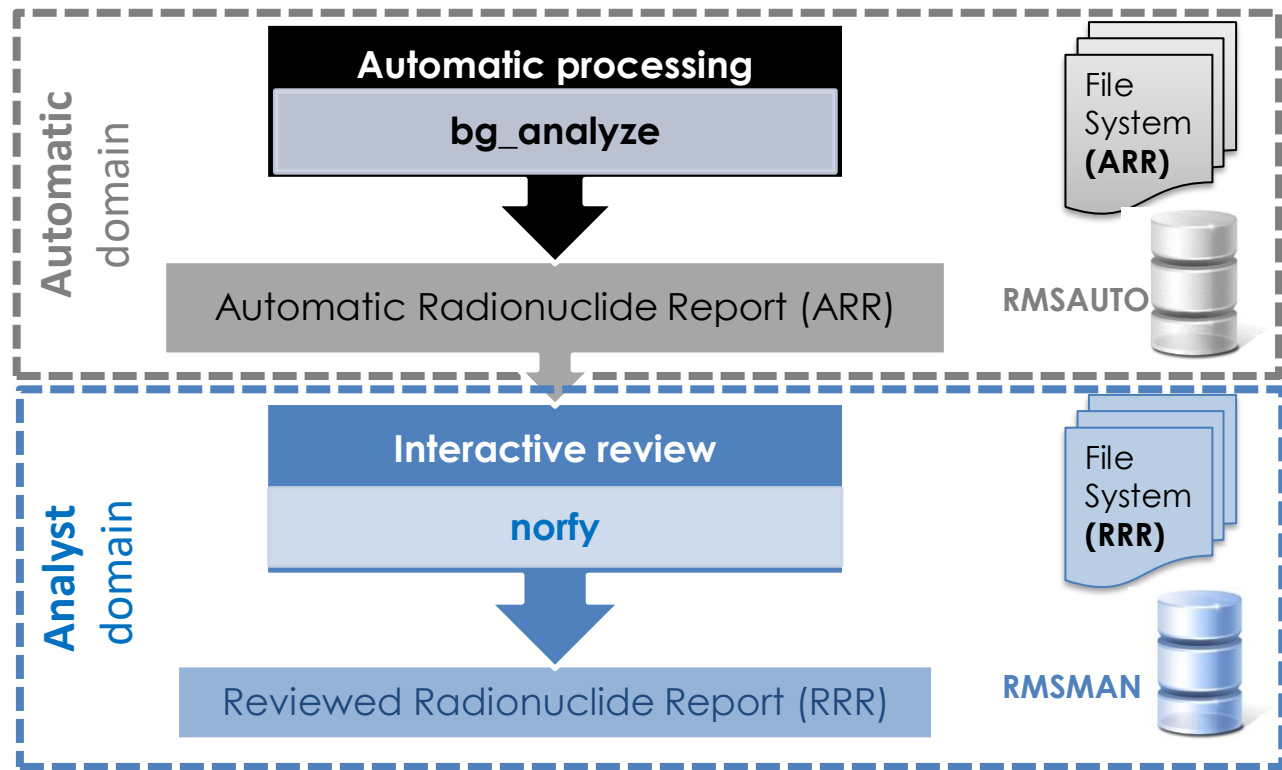 Automatic
domain
Automatic processing
bg_analyze
Automatic Radionuclide Report (ARR)
File
System
(ARR)
RMSAUTO
Analyst
domain
Interactive review
norfy
Reviewed Radionuclide Report (RRR)
File
System
(RRR)
RMSMAN